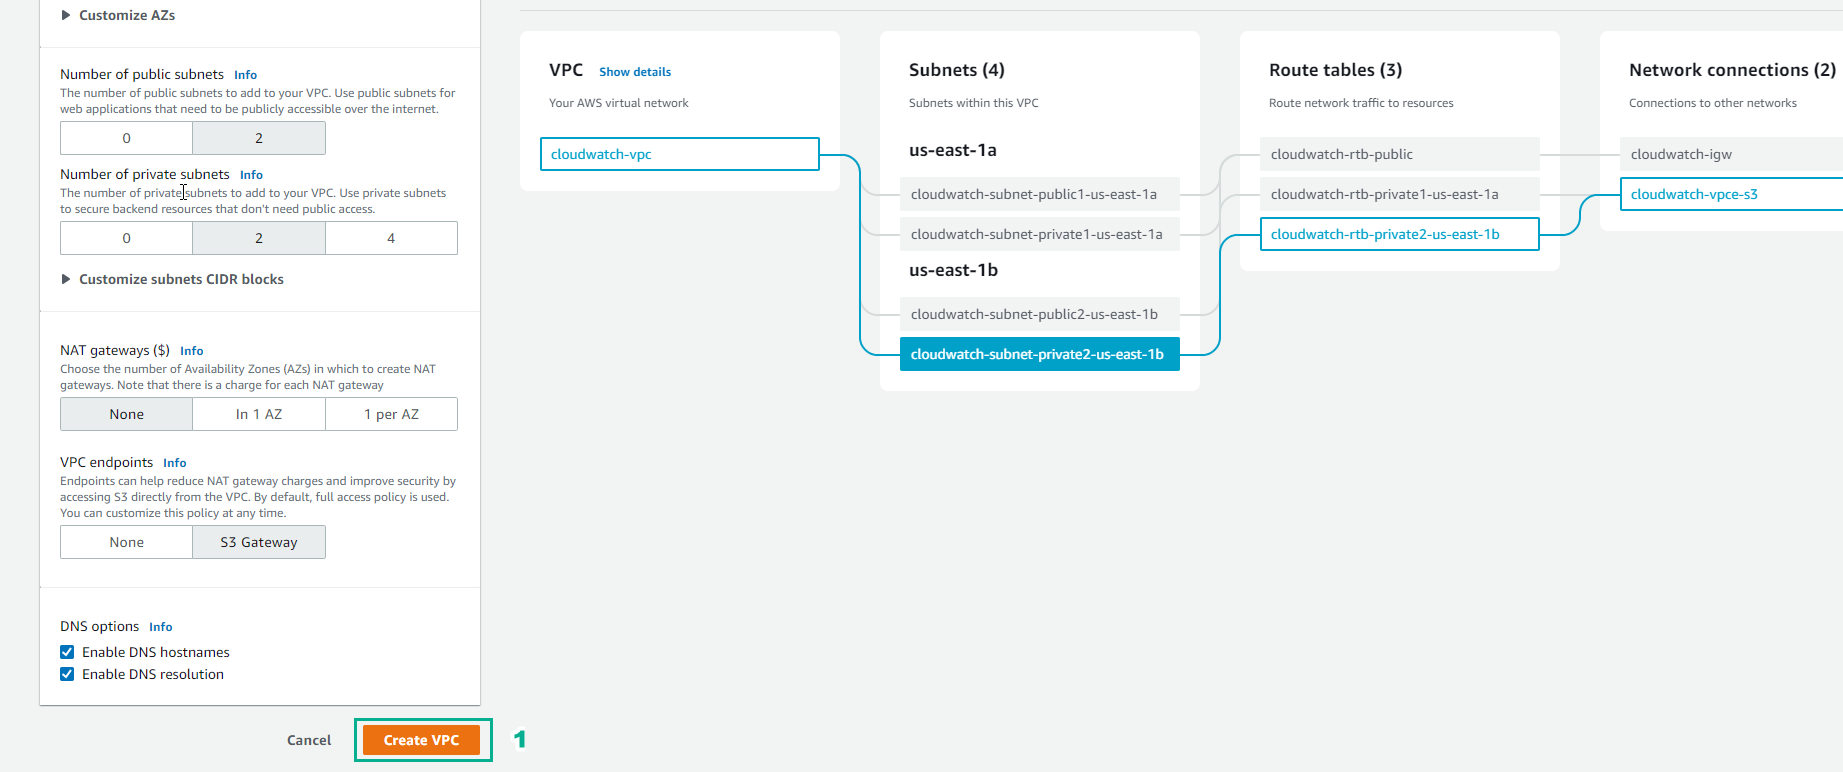 Customize AZs
Number of public subnets Info
The number of public subnets to add to your VPC. Use public subnets for
web applications that need to be publicly accessible over the internet.
0 2
Number of private subnets Info
The number of private subnets to add to your VPC. Use private subnets
to secure backend resources that don't need public access.
0 2 4
Customize subnets CIDR blocks
NAT gateways ($) Info
Choose the number of Availability Zones (AZs) in which to create NAT
gateways. Note that there is a charge for each NAT gateway
None In 1 AZ 1 per AZ
VPC endpoints Info
Endpoints can help reduce NAT gateway charges and improve security by
accessing S3 directly from the VPC. By default, full access policy is used.
You can customize this policy at any time.
None S3 Gateway
DNS options Info
Enable DNS hostnames
Enable DNS resolution
Cancel Create VPC 1
VPC Show details
Your AWS virtual network
cloudwatch-vpc
Subnets (4)
Subnets within this VPC
us-east-1a
cloudwatch-subnet-public1-us-east-1a
cloudwatch-subnet-private1-us-east-1a
us-east-1b
cloudwatch-subnet-public2-us-east-1b
cloudwatch-subnet-private2-us-east-1b
Route tables (3)
Route network traffic to resources
cloudwatch-rtb-public
cloudwatch-rtb-private1-us-east-1a
cloudwatch-rtb-private2-us-east-1b
Network connections (2)
Connections to other networks
cloudwatch-igw
cloudwatch-vpce-s3